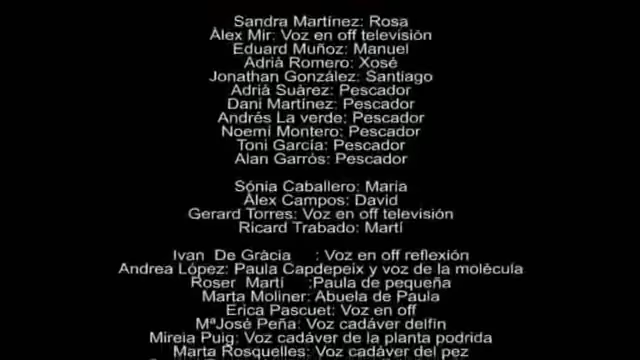 Sandra Martínez: Rosa
Àlex Mir: Voz en off televisión
Eduard Muñoz: Manuel
Adrià Romero: Xosé
Jonathan González: Santiago
Adrià Suàrez: Pescador
Dani Martínez: Pescador
Andrés La verde: Pescador
Noemí Montero: Pescador
Toni García: Pescador
Alan Garrós: Pescador
Sónia Caballero: Maria
Àlex Campos: David
Gerard Torres: Voz en off televisión
Ricard Trabado: Martí
Ivan De Gràcia : Voz en off reflexión
Andrea López: Paula Capdepeix y voz de la molécula
Roser Martí :Paula de pequeña
Marta Moliner: Abuela de Paula
Erica Pascuet: Voz en off
MªJosé Peña: Voz cadáver delfín
Mireia Puig: Voz cadáver de la planta podrida
Marta Rosquelles: Voz cadáver del pez